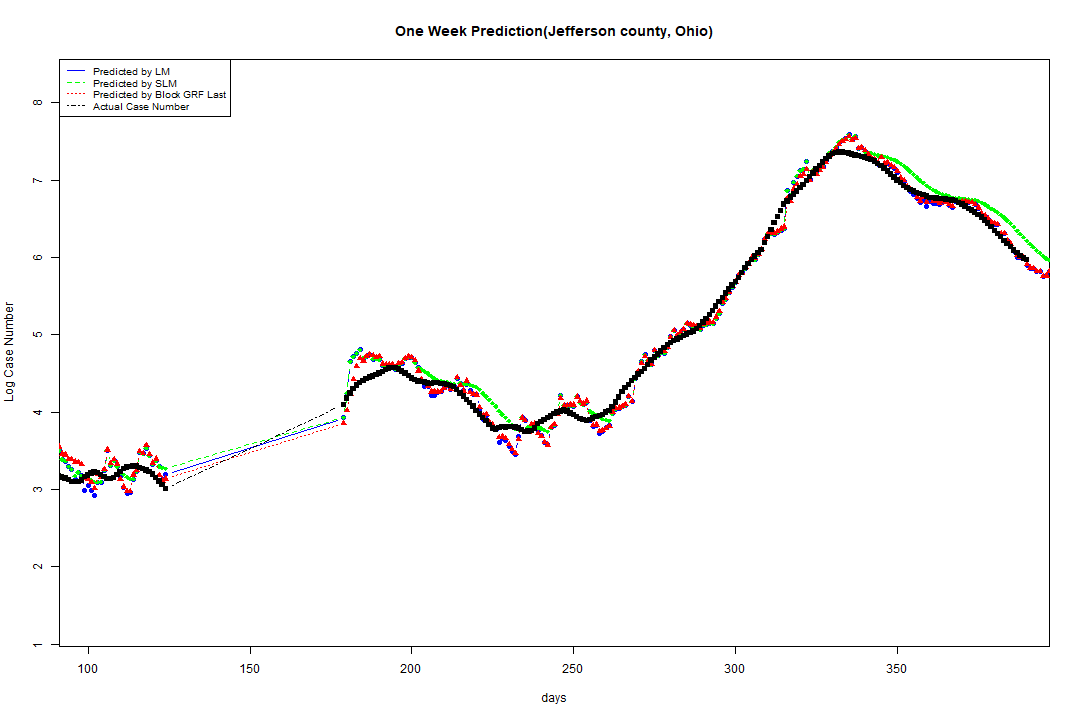 One Week Prediction(Jefferson county, Ohio)
Predicted by LM
Predicted by SLM
Predicted by Block GRF Last
Actual Case Number
8
7
6
5
4
3
2
1
Log Case Number
100 150 200 250 300 350
days